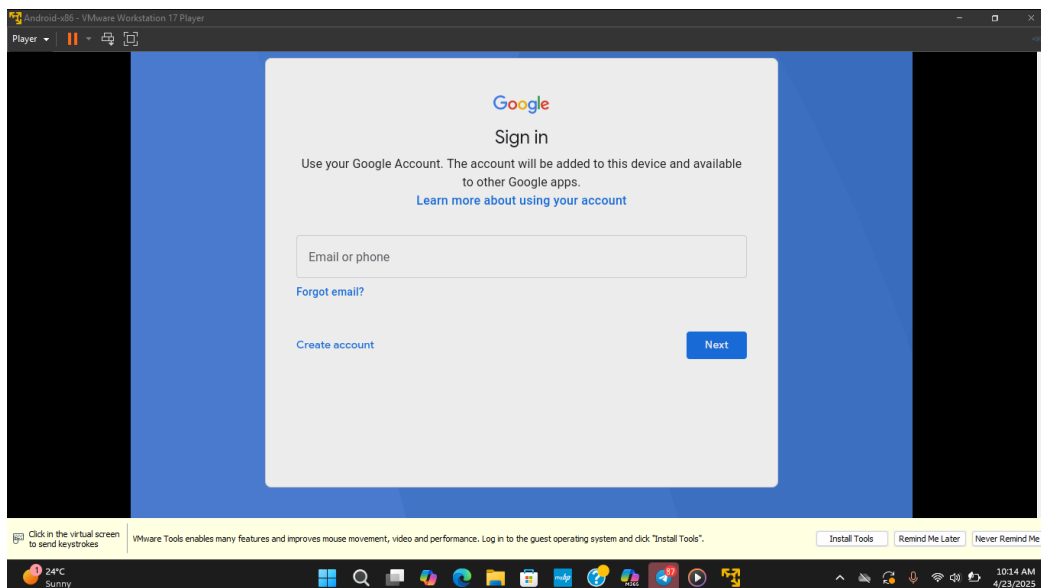 Android-x86 - VMware Workstation 17 Player
Player
Google
Sign in
Use your Google Account. The account will be added to this device and available
to other Google apps.
Learn more about using your account
Email or phone
Forgot email?
Create account
Next
Click in the virtual screen
to send keystrokes
VMware Tools enables many features and improves mouse movement, video and performance. Log in to the guest operating system and click "Install Tools".
Install Tools
Remind Me Later
Never Remind Me
1
24°C
Sunny
M365
87
10:14 AM
4/23/2025